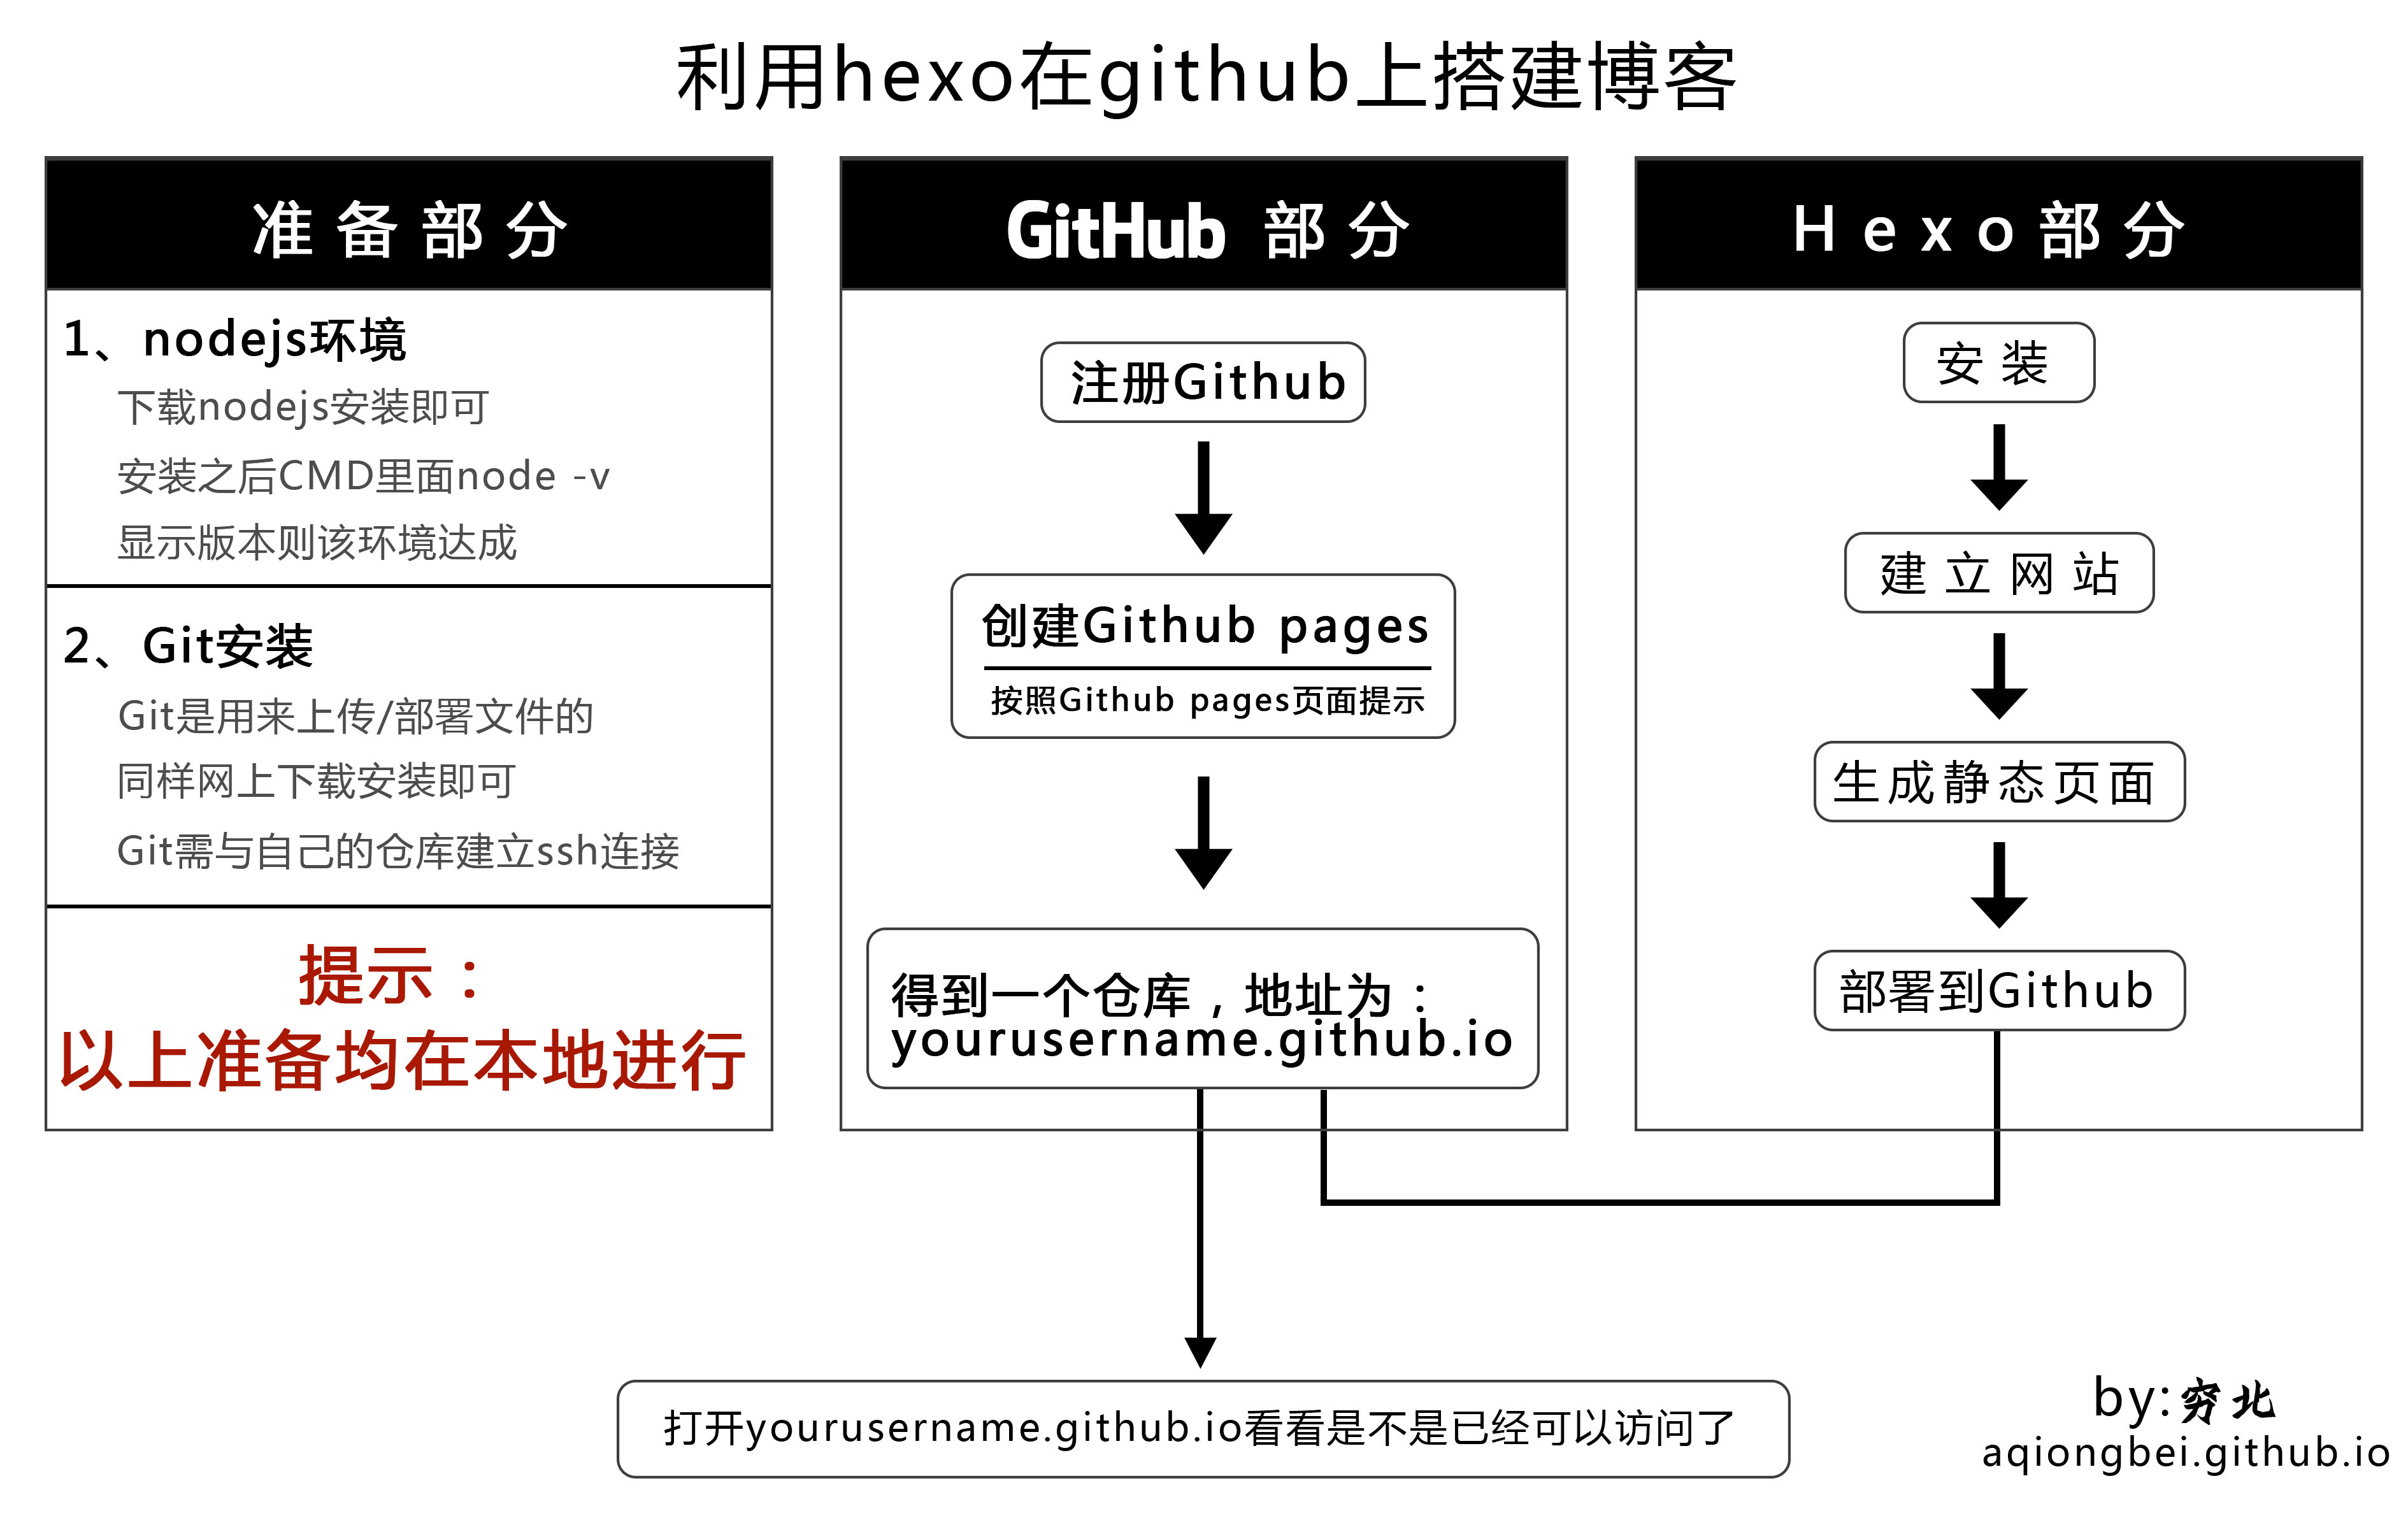 利用hexo在github上搭建博客
准备部分
1、nodejs环境
下载nodejs安装即可
安装之后CMD里面node -v
显示版本则该环境达成
2、Git安装
Git是用来上传/部署文件的
同样网上下载安装即可
Git需与自己的仓库建立ssh连接
提示：
以上准备均在本地进行
GitHub 部分
注册Github
创建Github pages
按照Github pages页面提示
得到一个仓库，地址为：
yourusername.github.io
Hexo部分
安装
建立网站
生成静态页面
部署到Github
打开yourusername.github.io看看是不是已经可以访问了
by:穷北
aqiongbei.github.io